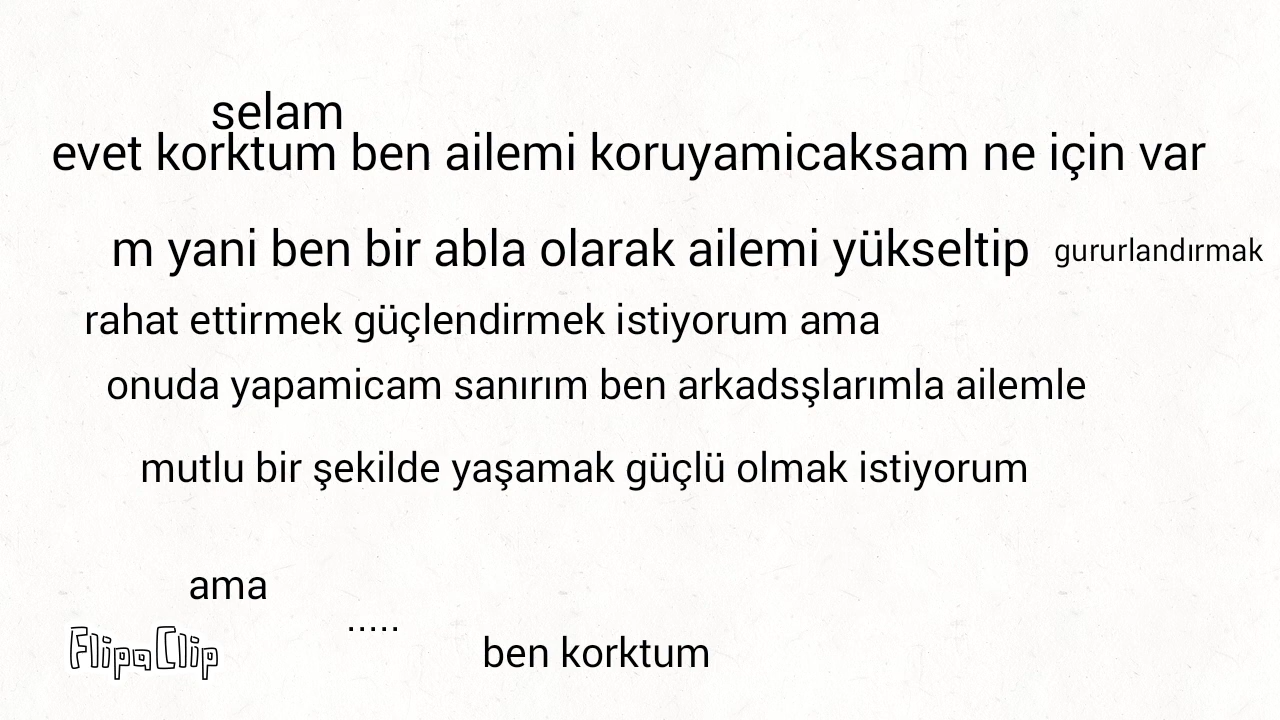 selam
evet korktum ben ailemi koruyamicaksam ne için var
m yani ben bir abla olarak ailemi yükseltip gururlandırmak
rahat ettirmek güçlendirmek istiyorum ama
onuda yapamicam sanırım ben arkadsşlarımla ailemle
mutlu bir şekilde yaşamak güçlü olmak istiyorum
ama
.....
ben korktum
FlipaClip